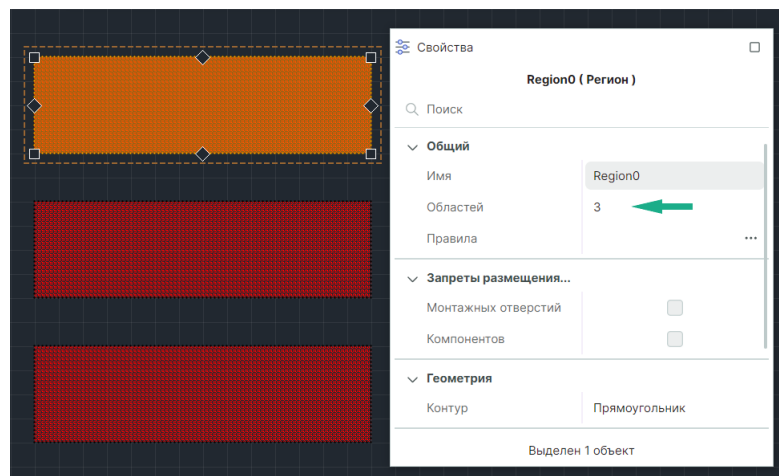 Свойства
Region0 ( Регион )
Поиск
Общий
Имя Region0
Областей 3
Правила ...
Запреты размещения...
Монтажных отверстий
Компонентов
Геометрия
Контур Прямоугольник
Выделен 1 объект